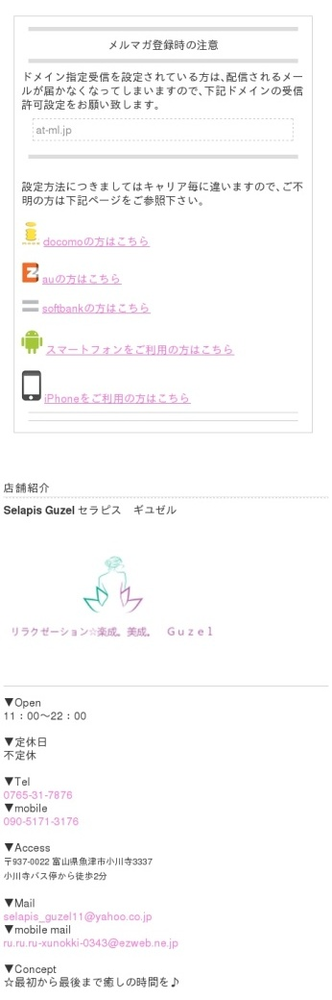 メルマガ登録時の注意
ドメイン指定受信を設定されている方は、配信されるメー
ルが届かなくなってしまいますので、下記ドメインの受信
許可設定をお願い致します。
at-ml.jp
設定方法につきましてはキャリア毎に違いますので、ご不
明の方は下記ページをご参照下さい。
docomoの方はこちら
auの方はこちら
softbankの方はこちら
スマートフォンをご利用の方はこちら
iPhoneをご利用の方はこちら
店舗紹介
Selapis Guzel セラピス　ギユゼル
リラクゼーション☆楽成。美成。　Guzel
▼Open
11：00～22：00
▼定休日
不定休
▼Tel
0765-31-7876
▼mobile
090-5171-3176
▼Access
〒937-0022 富山県魚津市小川寺3337
小川寺バス停から徒歩2分
▼Mail
selapis_guzel11@yahoo.co.jp
▼mobile mail
ru.ru.ru-xunokki-0343@ezweb.ne.jp
▼Concept
☆最初から最後まで癒しの時間を♪